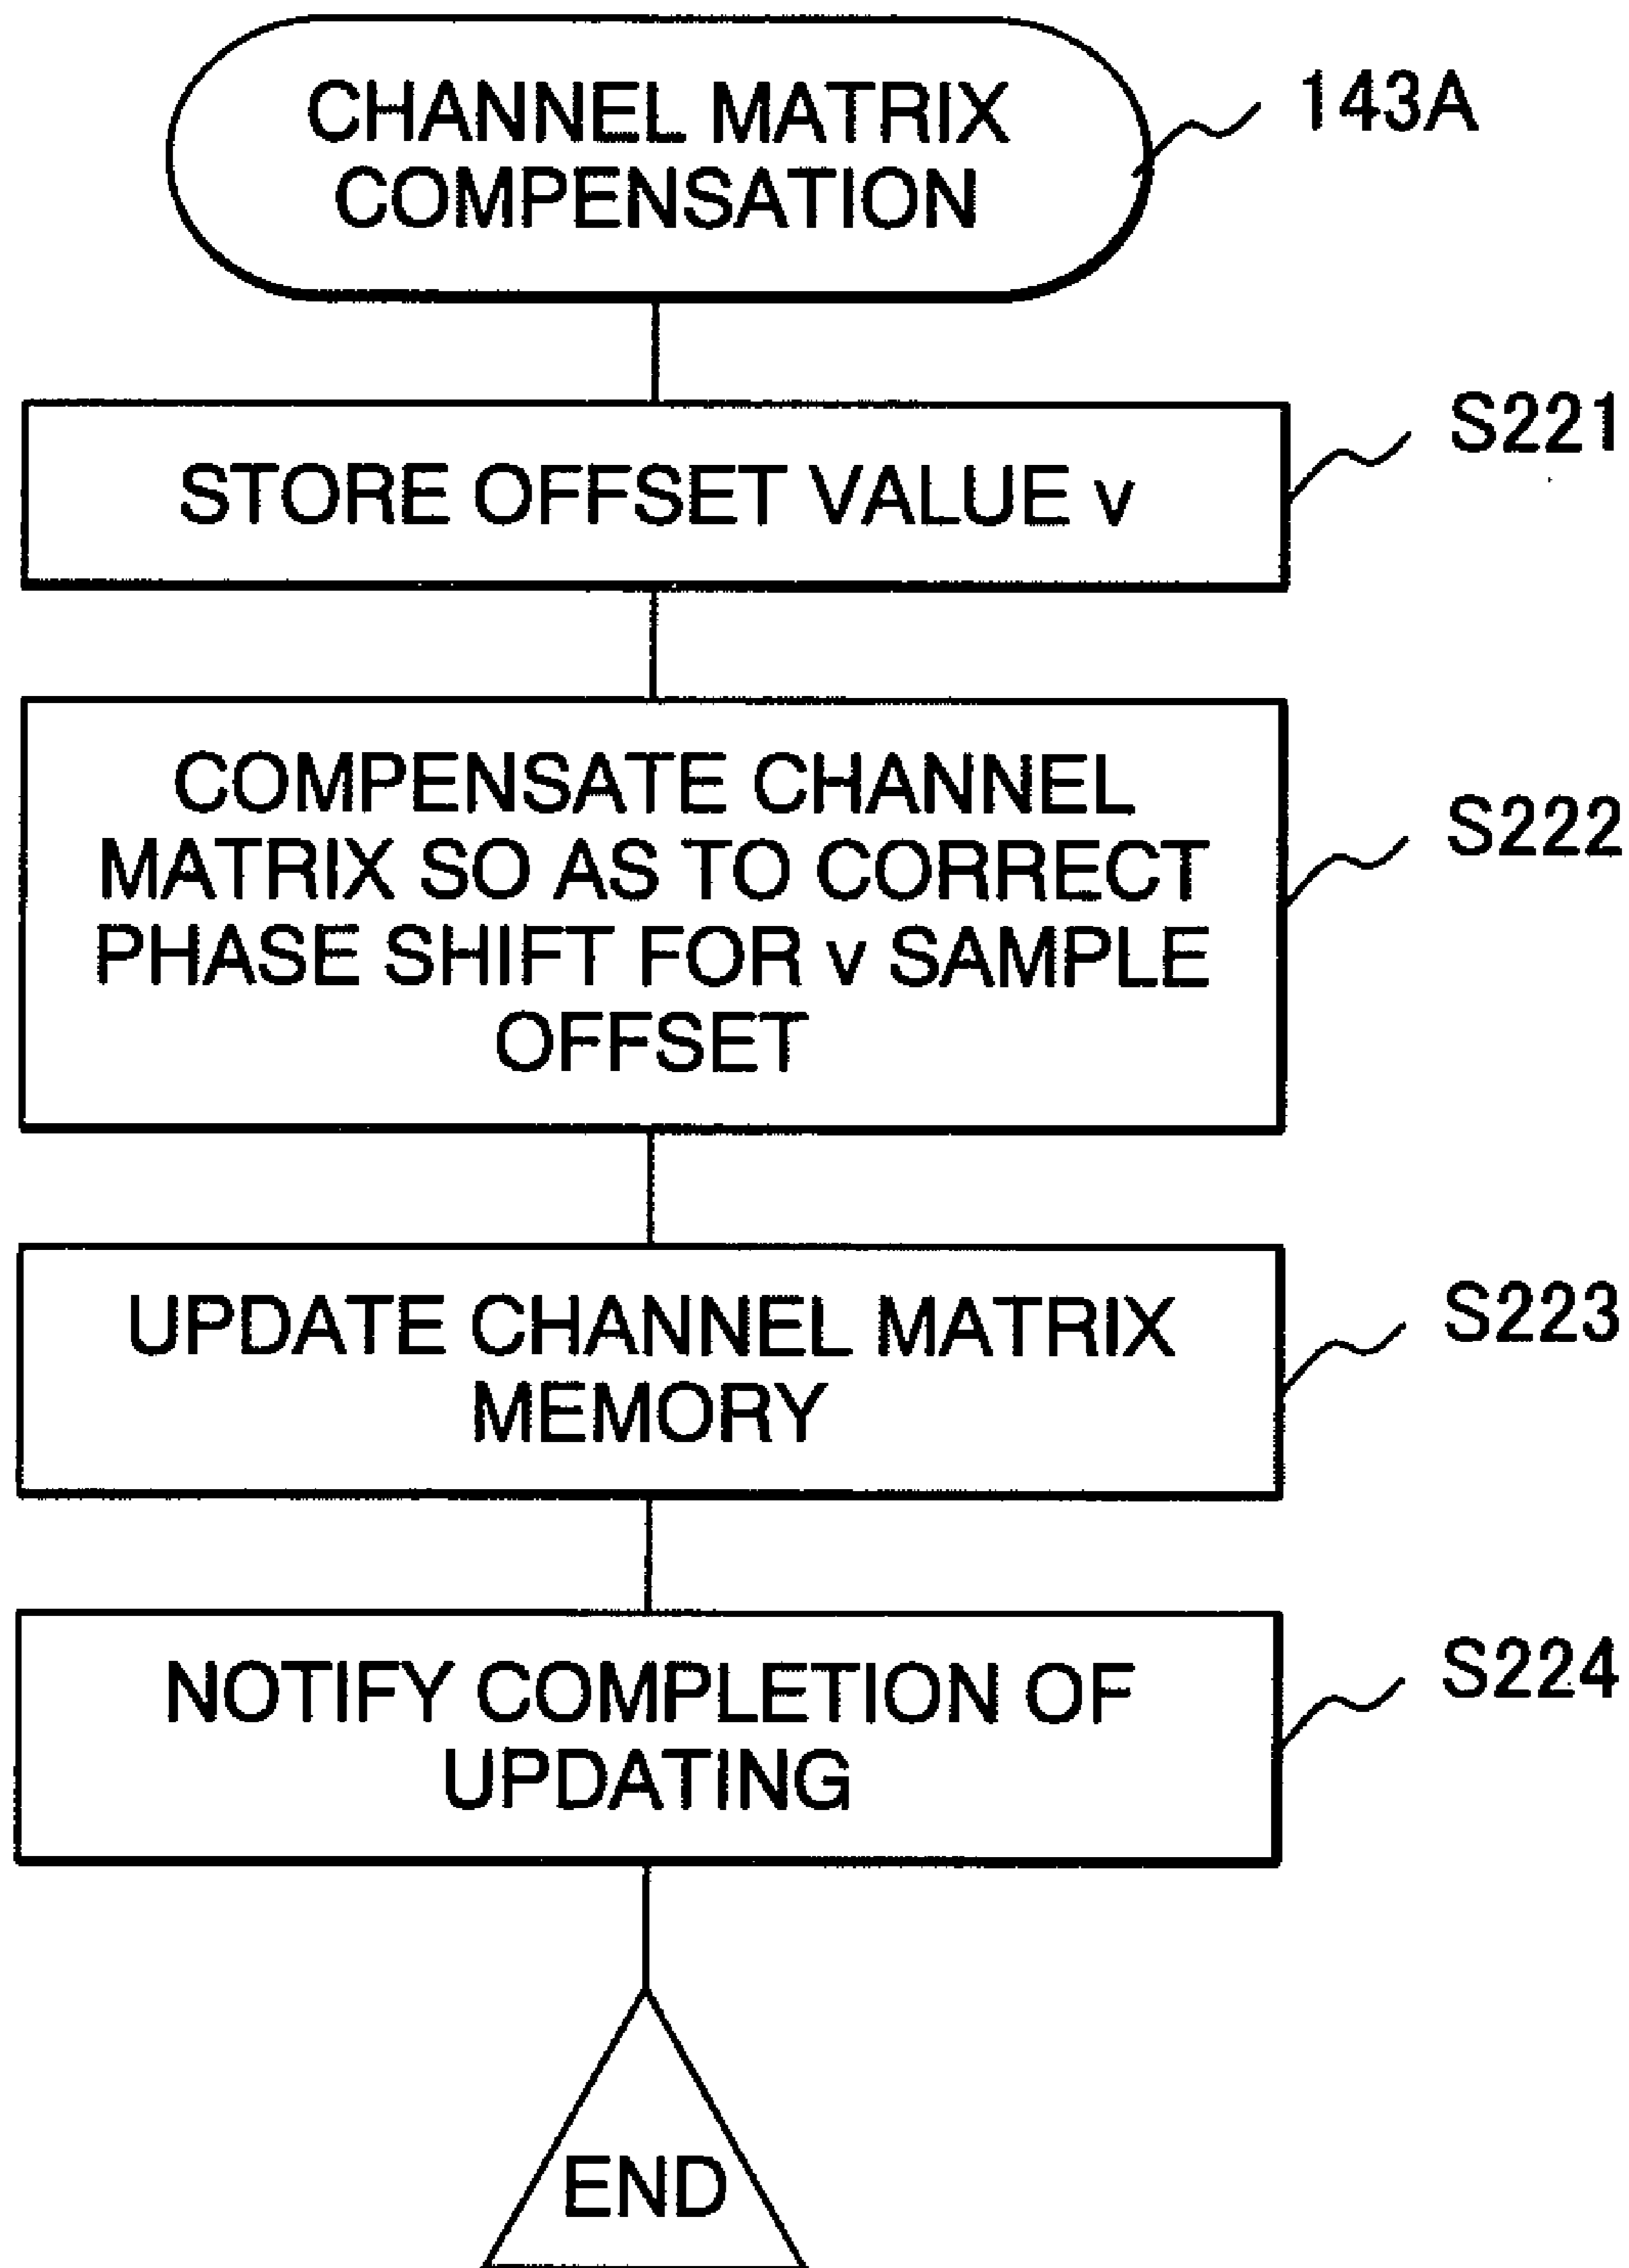 CHANNEL MATRIX
COMPENSATION
143A
STORE OFFSET VALUE v
S221
COMPENSATE CHANNEL
MATRIX SO AS TO CORRECT
PHASE SHIFT FOR v SAMPLE
OFFSET
S222
UPDATE CHANNEL MATRIX
MEMORY
S223
NOTIFY COMPLETION OF
UPDATING
S224
END